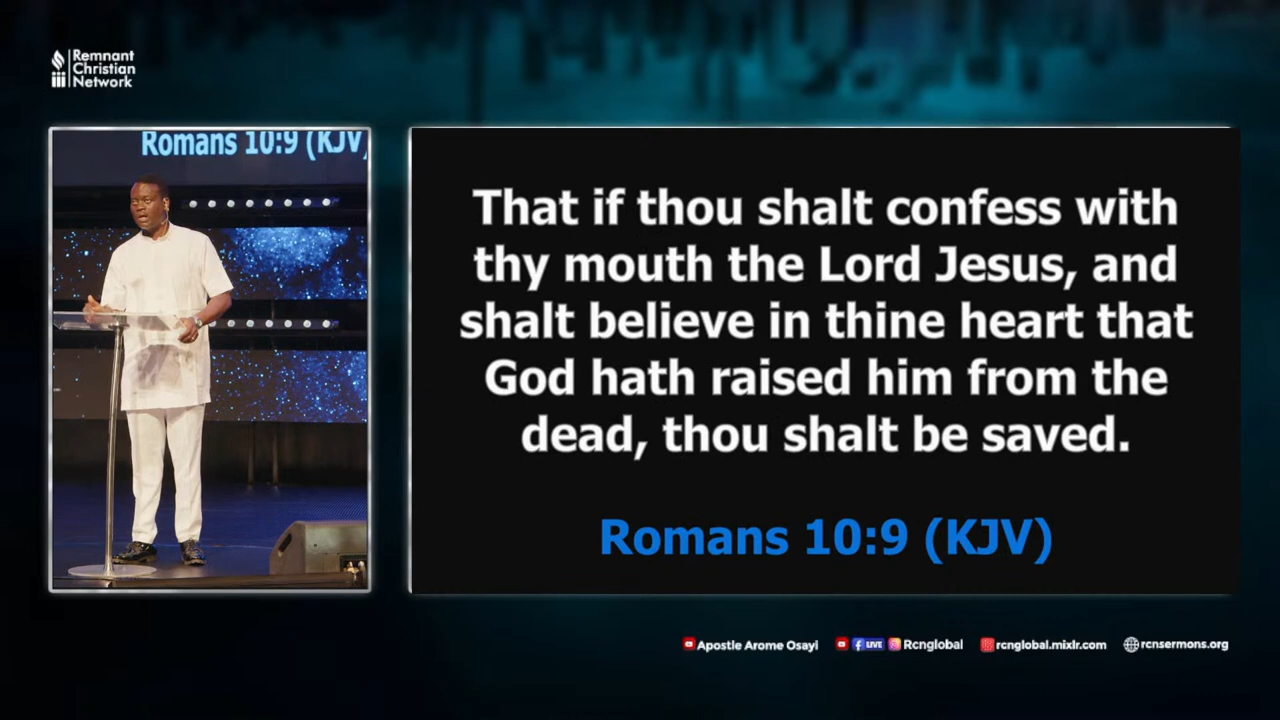 Remnant
Christian
Network
Romans 10:9 (KJV)
That if thou shalt confess with
thy mouth the Lord Jesus, and
shalt believe in thine heart that
God hath raised him from the
dead, thou shalt be saved.
Romans 10:9 (KJV)
Apostle Arome Osayi
LIVE Rcnglobal
rcnglobal.mixlr.com
rcnsermons.org